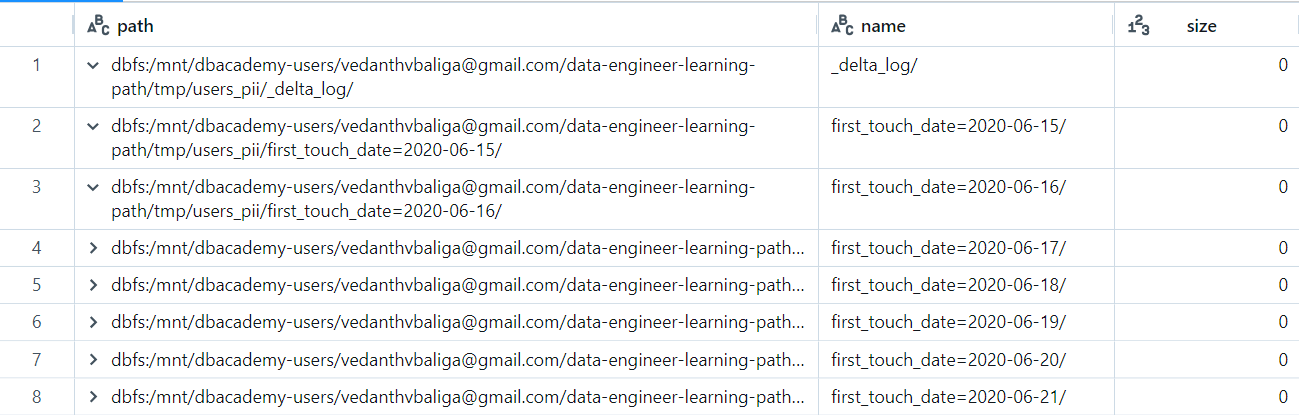 ABC path ABC name 123 size
1 dbfs:/mnt/dbacademy-users/vedanthvbaliga@gmail.com/data-engineer-learning- _delta_log/ 0
path/tmp/users_pii/_delta_log/
2 dbfs:/mnt/dbacademy-users/vedanthvbaliga@gmail.com/data-engineer-learning- first_touch_date=2020-06-15/ 0
path/tmp/users_pii/first_touch_date=2020-06-15/
3 dbfs:/mnt/dbacademy-users/vedanthvbaliga@gmail.com/data-engineer-learning- first_touch_date=2020-06-16/ 0
path/tmp/users_pii/first_touch_date=2020-06-16/
4 dbfs:/mnt/dbacademy-users/vedanthvbaliga@gmail.com/data-engineer-learning-path... first_touch_date=2020-06-17/ 0
5 dbfs:/mnt/dbacademy-users/vedanthvbaliga@gmail.com/data-engineer-learning-path... first_touch_date=2020-06-18/ 0
6 dbfs:/mnt/dbacademy-users/vedanthvbaliga@gmail.com/data-engineer-learning-path... first_touch_date=2020-06-19/ 0
7 dbfs:/mnt/dbacademy-users/vedanthvbaliga@gmail.com/data-engineer-learning-path... first_touch_date=2020-06-20/ 0
8 dbfs:/mnt/dbacademy-users/vedanthvbaliga@gmail.com/data-engineer-learning-path... first_touch_date=2020-06-21/ 0